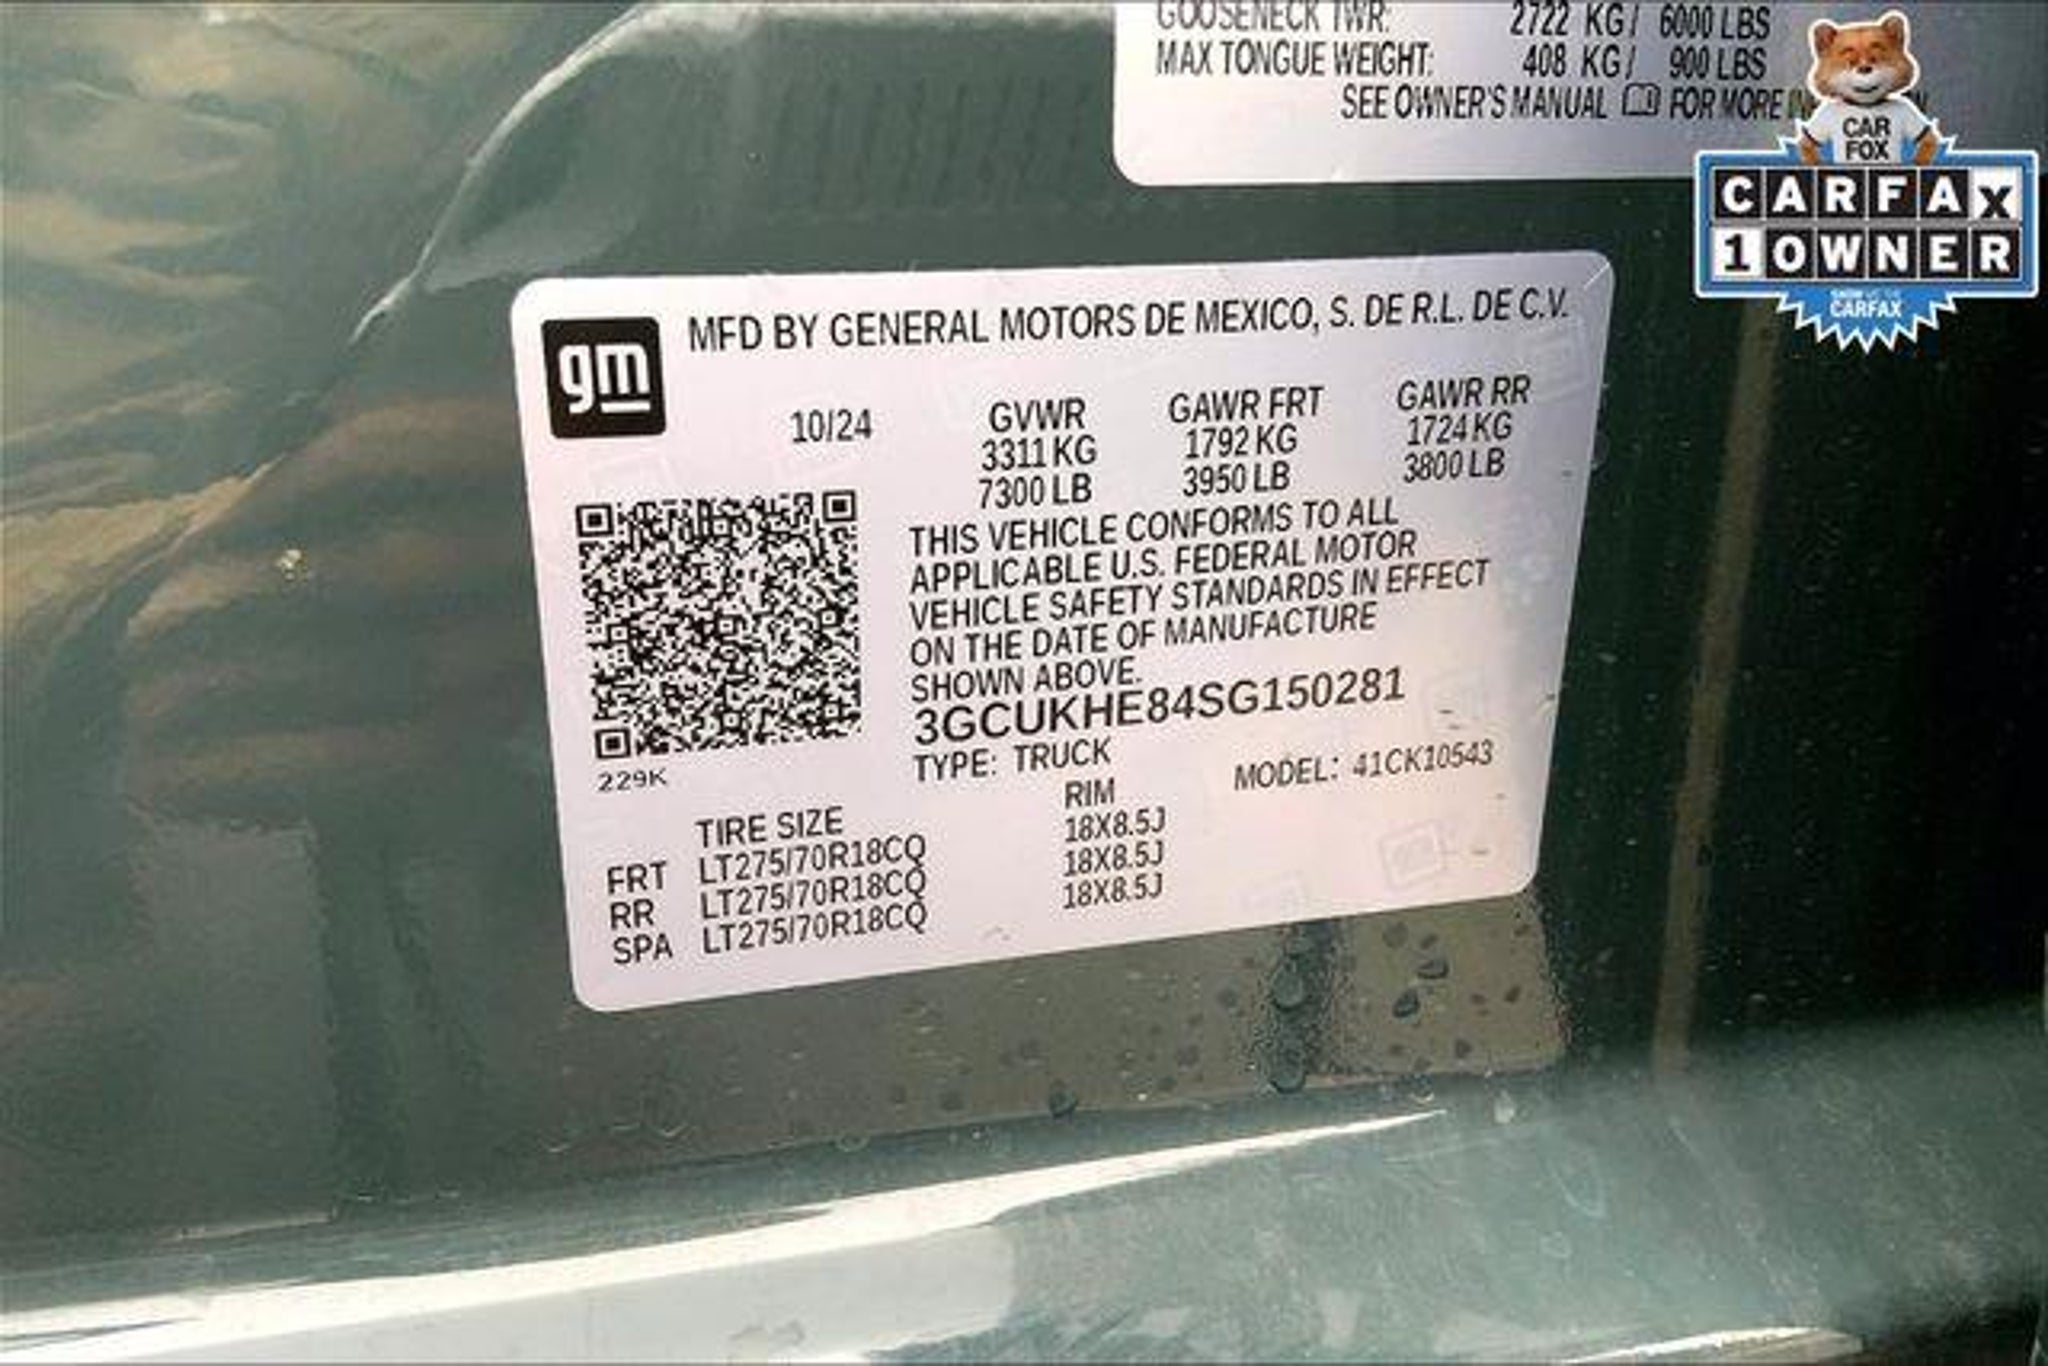 GOOSENECK TWR: 2722 KG / 6000 LBS
MAX TONGUE WEIGHT: 408 KG / 900 LBS
SEE OWNER'S MANUAL FOR MORE
CAR
FOX
CARFAX
1 OWNER
CARFAX
gm
MFD BY GENERAL MOTORS DE MEXICO, S. DE R.L. DE C.V.
10/24 GVWR GAWR FRT GAWR RR
3311 KG 1792 KG 1724 KG
7300 LB 3950 LB 3800 LB
THIS VEHICLE CONFORMS TO ALL
APPLICABLE U.S. FEDERAL MOTOR
VEHICLE SAFETY STANDARDS IN EFFECT
ON THE DATE OF MANUFACTURE
SHOWN ABOVE.
3GCUKHE84SG150281
TYPE: TRUCK MODEL: 41CK10543
229K
TIRE SIZE RIM
FRT LT275/70R18CQ 18X8.5J
RR LT275/70R18CQ 18X8.5J
SPA LT275/70R18CQ 18X8.5J